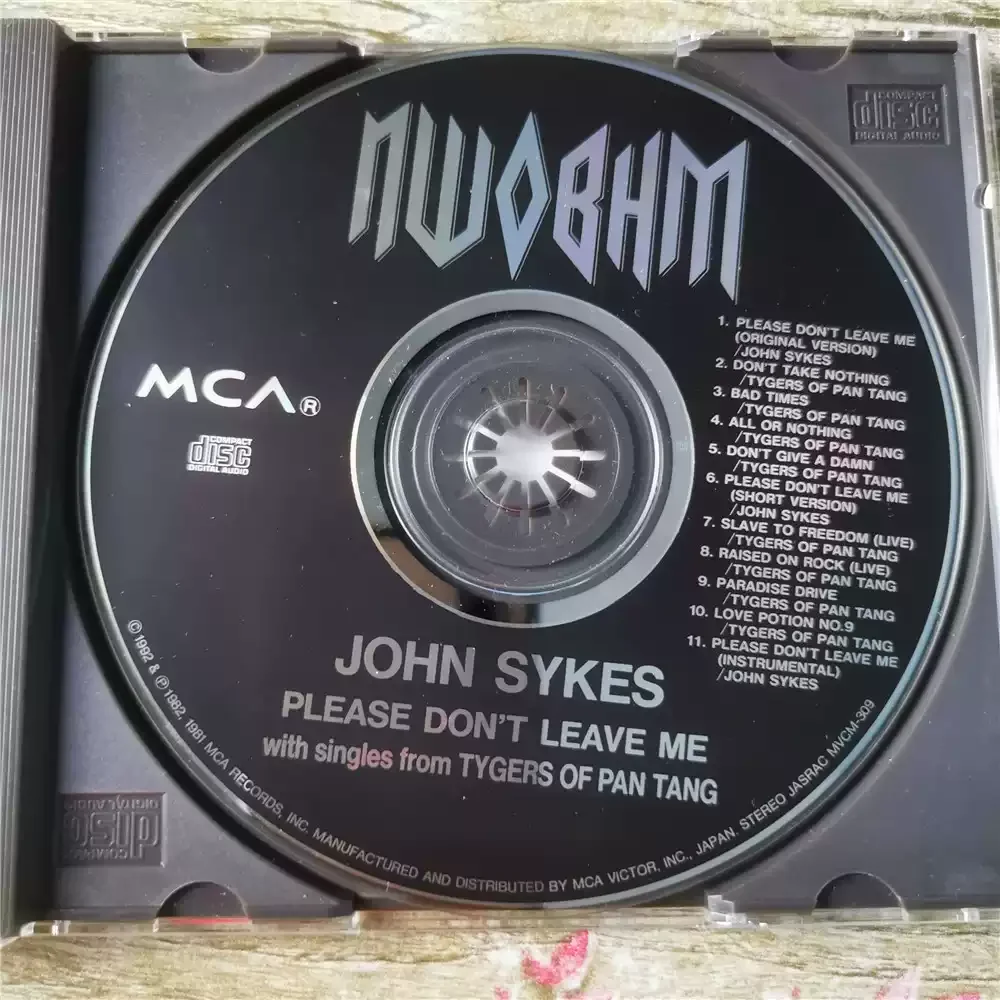 NWOBHM
COMPACT
disc
DIGITAL AUDIO
MCA®
COMPACT
disc
DIGITAL AUDIO
1. PLEASE DON'T LEAVE ME
(ORIGINAL VERSION)
/JOHN SYKES
2. DON'T TAKE NOTHING
/TYGERS OF PAN TANG
3. BAD TIMES
/TYGERS OF PAN TANG
4. ALL OR NOTHING
/TYGERS OF PAN TANG
5. DON'T GIVE A DAMN
/TYGERS OF PAN TANG
6. PLEASE DON'T LEAVE ME
(SHORT VERSION)
/JOHN SYKES
7. SLAVE TO FREEDOM (LIVE)
/TYGERS OF PAN TANG
8. RAISED ON ROCK (LIVE)
/TYGERS OF PAN TANG
9. PARADISE DRIVE
/TYGERS OF PAN TANG
10. LOVE POTION NO.9
/TYGERS OF PAN TANG
11. PLEASE DON'T LEAVE ME
(INSTRUMENTAL)
/JOHN SYKES
JOHN SYKES
PLEASE DON'T LEAVE ME
with singles from TYGERS OF PAN TANG
©1992 & ℗1982, 1981 MCA RECORDS, INC. MANUFACTURED AND DISTRIBUTED BY MCA VICTOR, INC., JAPAN. STEREO JASRAC MVCM-309
COMPACT
disc
DIGITAL AUDIO